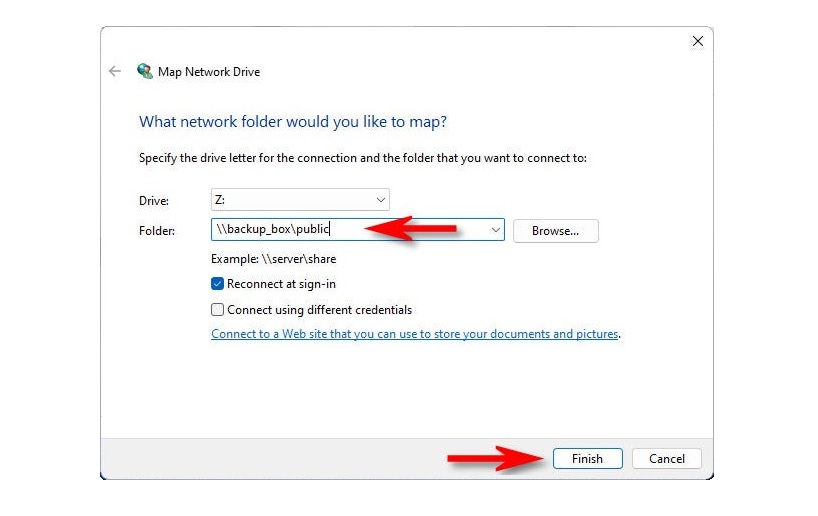 Map Network Drive
What network folder would you like to map?
Specify the drive letter for the connection and the folder that you want to connect to:
Drive: Z:
Folder: \\backup_box\public Browse...
Example: \\server\share
Reconnect at sign-in
Connect using different credentials
Connect to a Web site that you can use to store your documents and pictures.
Finish Cancel